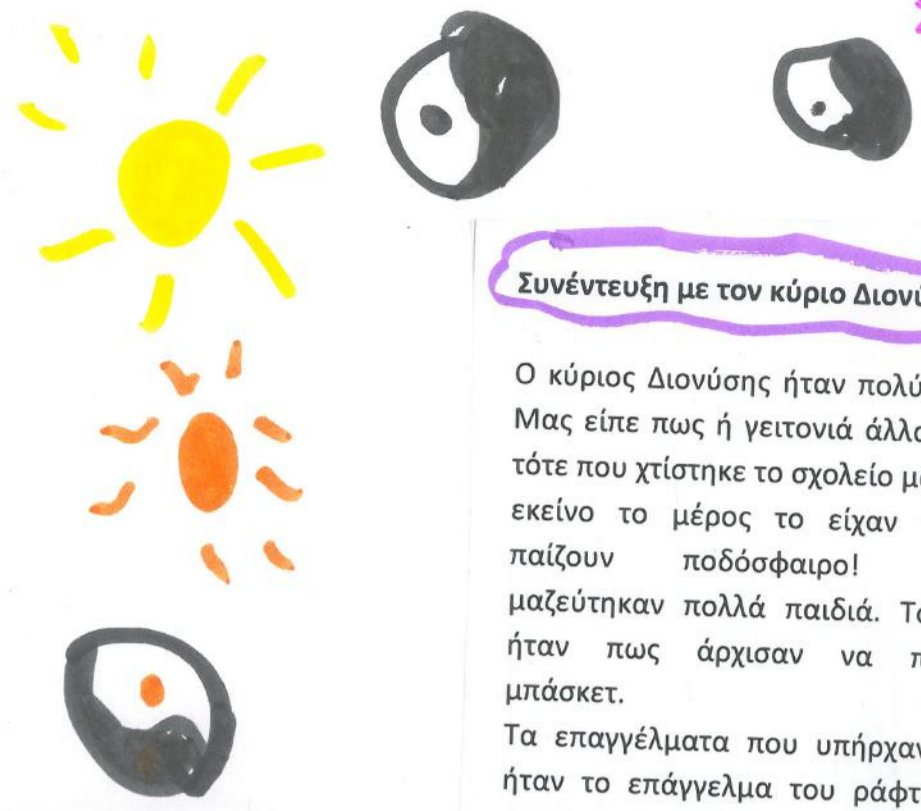 Συνέντευξη με τον κύριο
Ο κύριος Διονύσης ήταν πολύ
Μας είπε πως ή γειτονιά
τότε που χτίστηκε το σχολείο
εκείνο το μέρος το είχαν
παίζουν ποδόσφαιρο!
μαζεύτηκαν πολλά παιδιά.
ήταν πως άρχισαν να
μπάσκετ.
Τα επαγγέλματα που
ήταν το επάγγελμα του